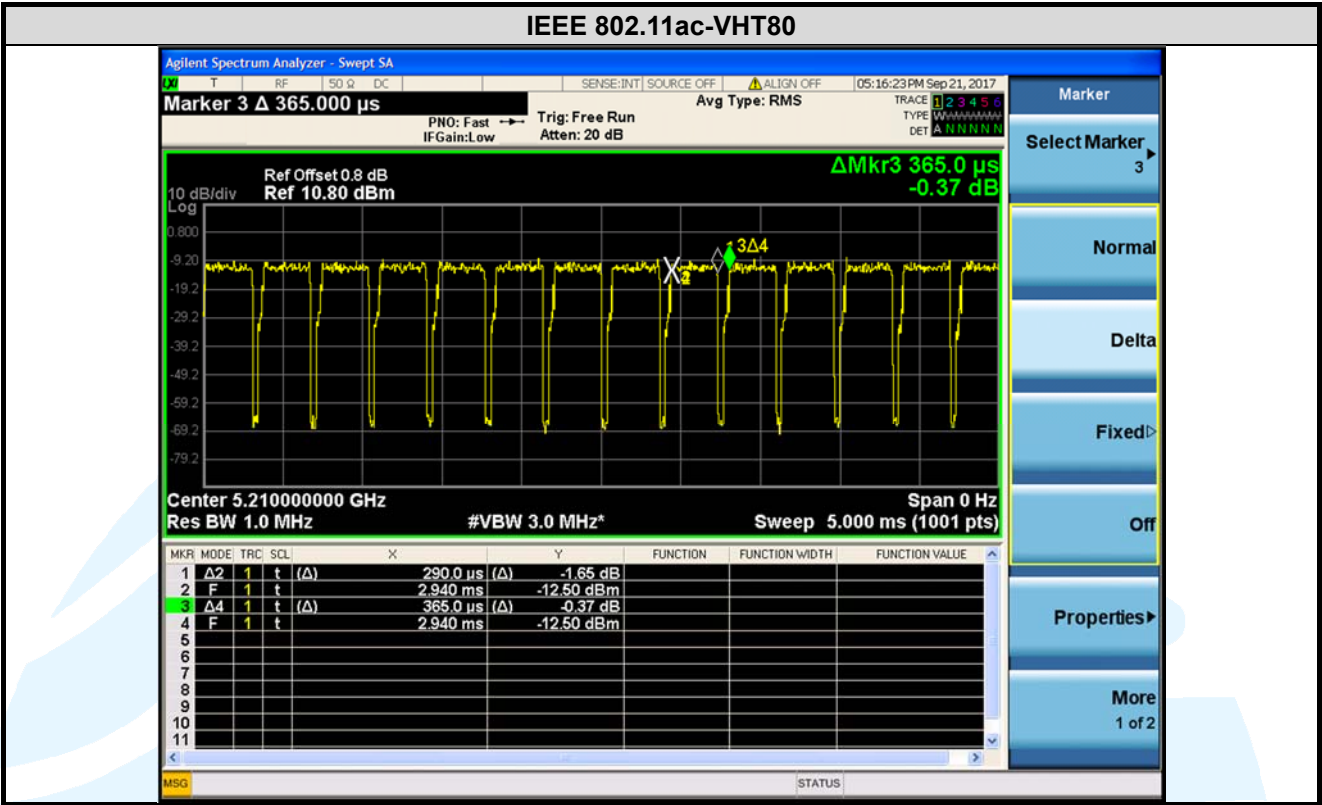 IEEE 802.11ac-VHT80
Agilent Spectrum Analyzer - Swept SA
LXI T RF 50 Ω DC SENSE:INT SOURCE OFF ALIGN OFF 05:16:23 PM Sep 21, 2017
Marker 3 Δ 365.000 µs
PNO: Fast
IFGain:Low
Trig: Free Run
Atten: 20 dB
Avg Type: RMS
TRACE 1 2 3 4 5 6
TYPE W
DET A N N N N N
ΔMkr3 365.0 µs
-0.37 dB
Ref Offset 0.8 dB
10 dB/div Ref 10.80 dBm
Log
0.800
-9.20
-19.2
-29.2
-39.2
-49.2
-59.2
-69.2
-79.2
3Δ4
Center 5.210000000 GHz Span 0 Hz
Res BW 1.0 MHz #VBW 3.0 MHz* Sweep 5.000 ms (1001 pts)
MKR MODE TRC SCL X Y FUNCTION FUNCTION WIDTH FUNCTION VALUE
1 Δ2 1 t (Δ) 290.0 µs (Δ) -1.65 dB
2 F 1 t 2.940 ms -12.50 dBm
3 Δ4 1 t (Δ) 365.0 µs (Δ) -0.37 dB
4 F 1 t 2.940 ms -12.50 dBm
5
6
7
8
9
10
11
MSG STATUS
Marker
Select Marker
3
Normal
Delta
Fixed
Off
Properties
More
1 of 2